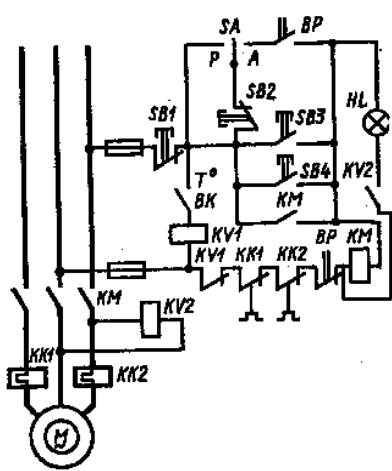 SA BP
P A
SB2 HL
SB1 SB3
T° SB4 KV2
BK KM
KV1
KV1 KK1 KK2 BP KM
KM KV2
KK1 KK2
M